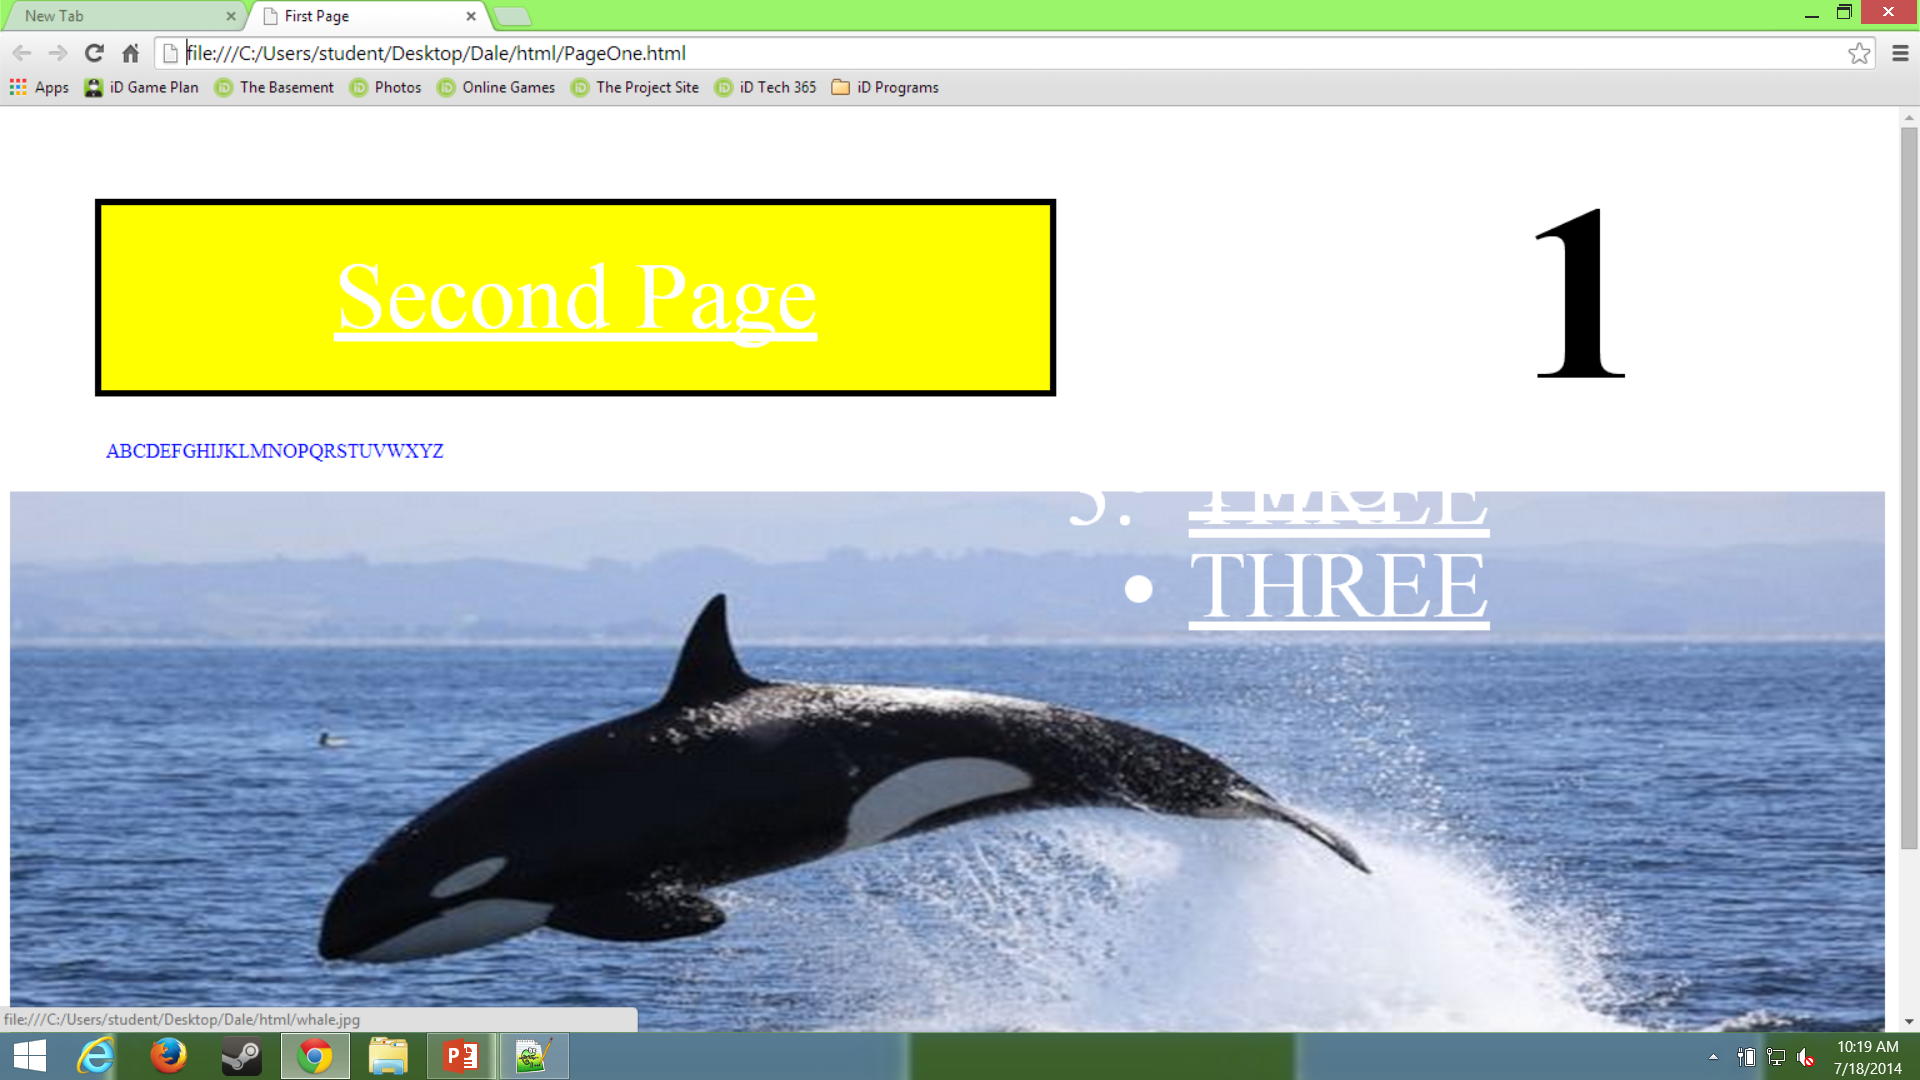 New Tab
First Page
file:///C:/Users/student/Desktop/Dale/html/PageOne.html
Apps iD Game Plan The Basement Photos Online Games The Project Site iD Tech 365 iD Programs
Second Page
1
ABCDEFGHIJKLMNOPQRSTUVWXYZ
3. THREE
• THREE
file:///C:/Users/student/Desktop/Dale/html/whale.jpg
10:19 AM
7/18/2014